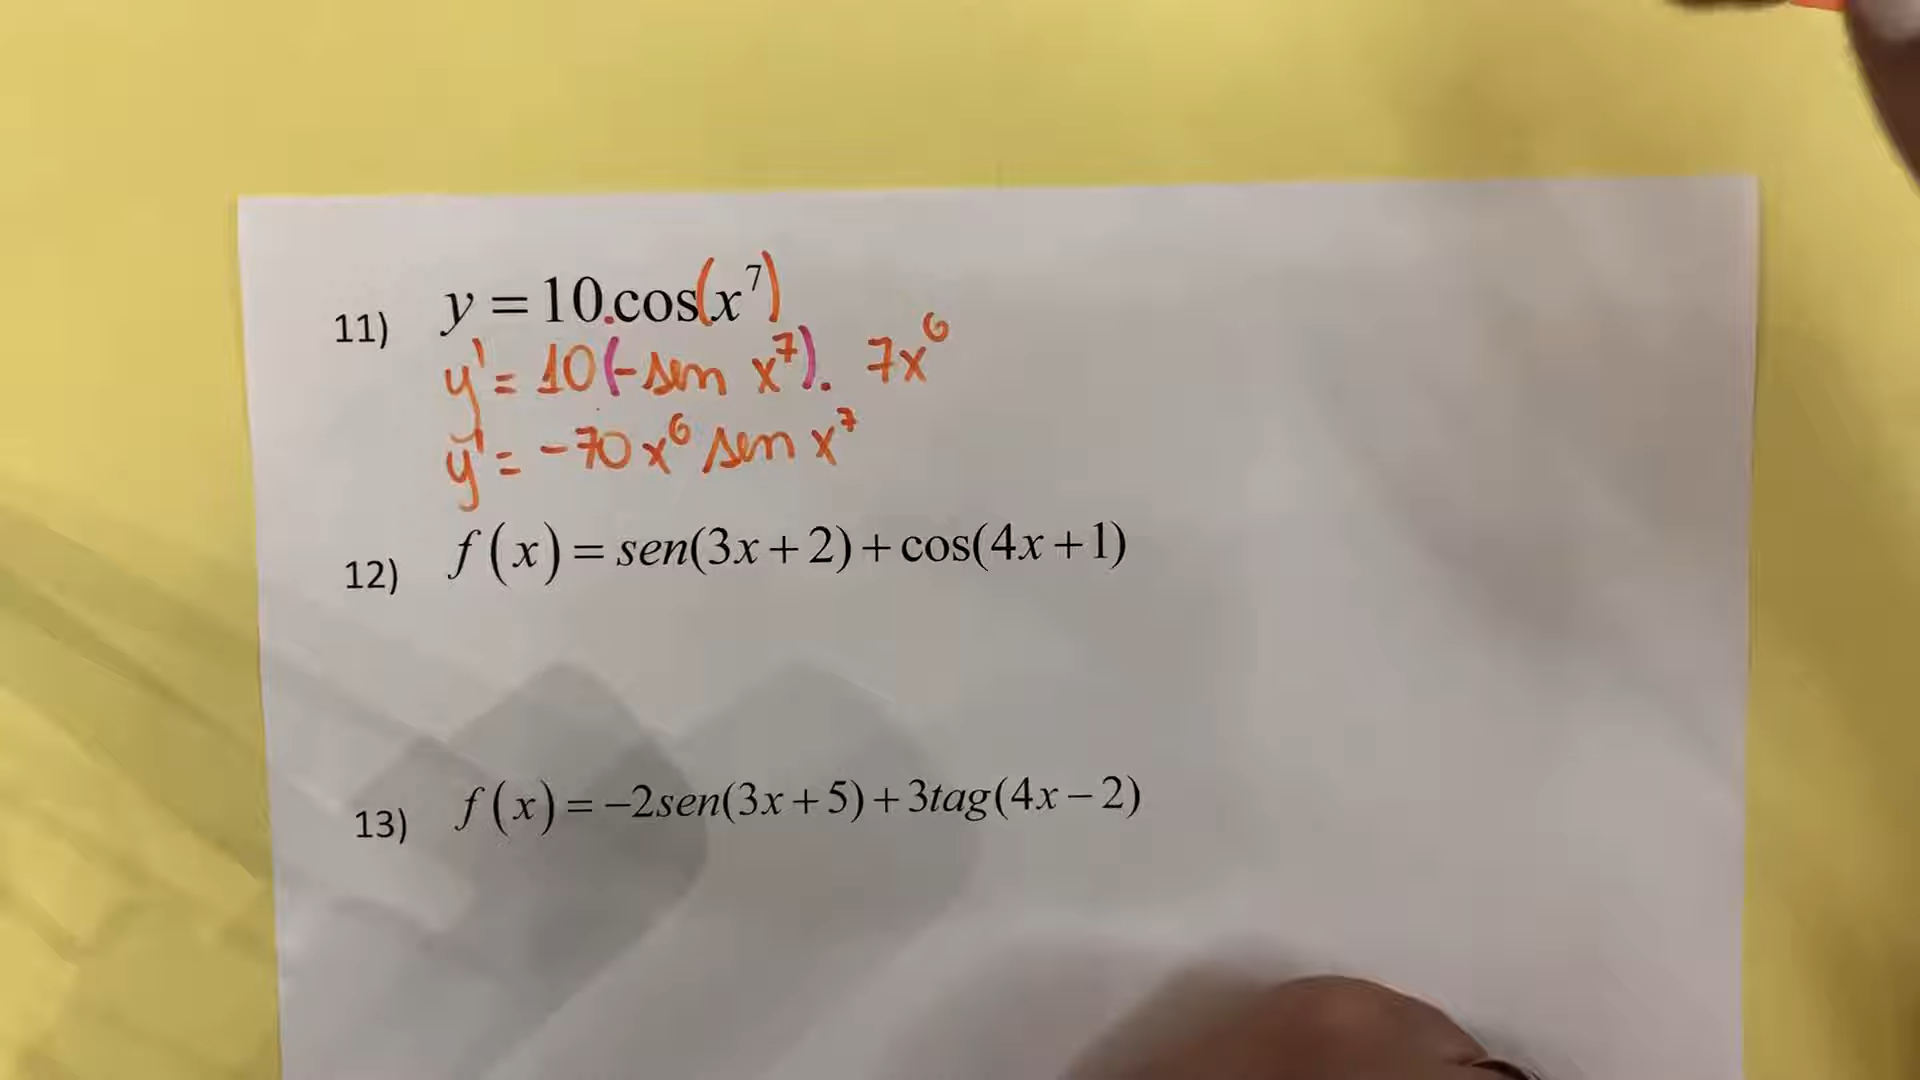 11) y = 10.cos(x⁷)
y' = 10(-sen x⁷). 7x⁶
y' = -70x⁶ sen x⁷
12) f(x) = sen(3x+2)+cos(4x+1)
13) f(x) = -2sen(3x+5)+3tag(4x-2)